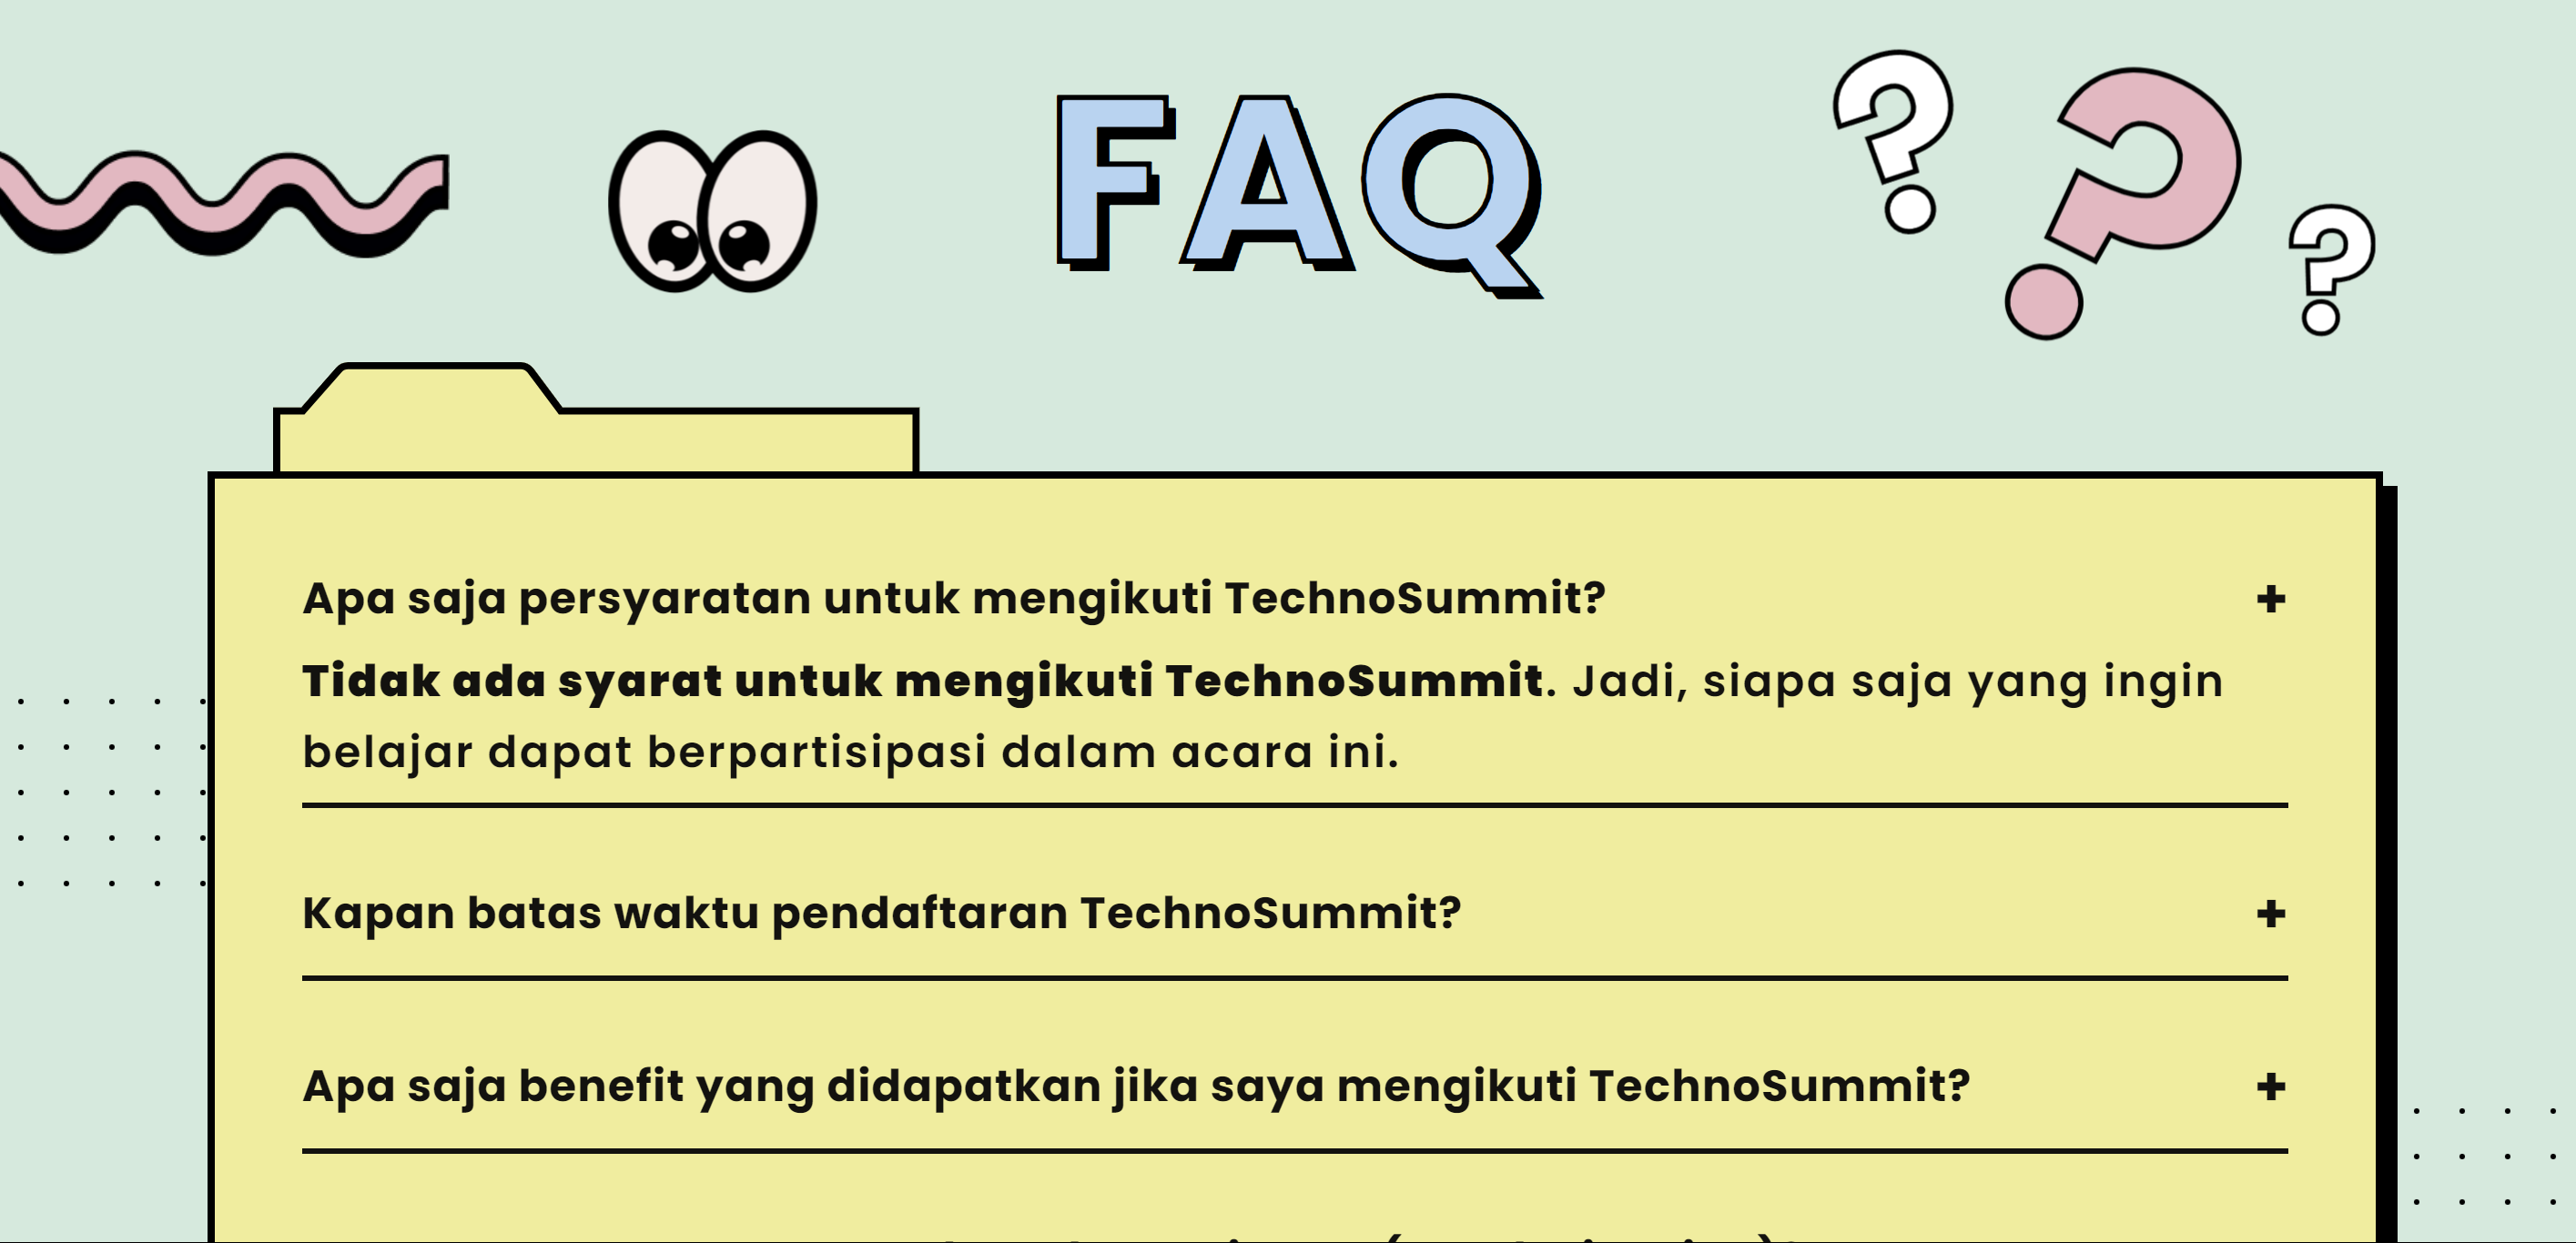 FAQ
Apa saja persyaratan untuk mengikuti TechnoSummit? +
Tidak ada syarat untuk mengikuti TechnoSummit. Jadi, siapa saja yang ingin
belajar dapat berpartisipasi dalam acara ini.
Kapan batas waktu pendaftaran TechnoSummit? +
Apa saja benefit yang didapatkan jika saya mengikuti TechnoSummit? +